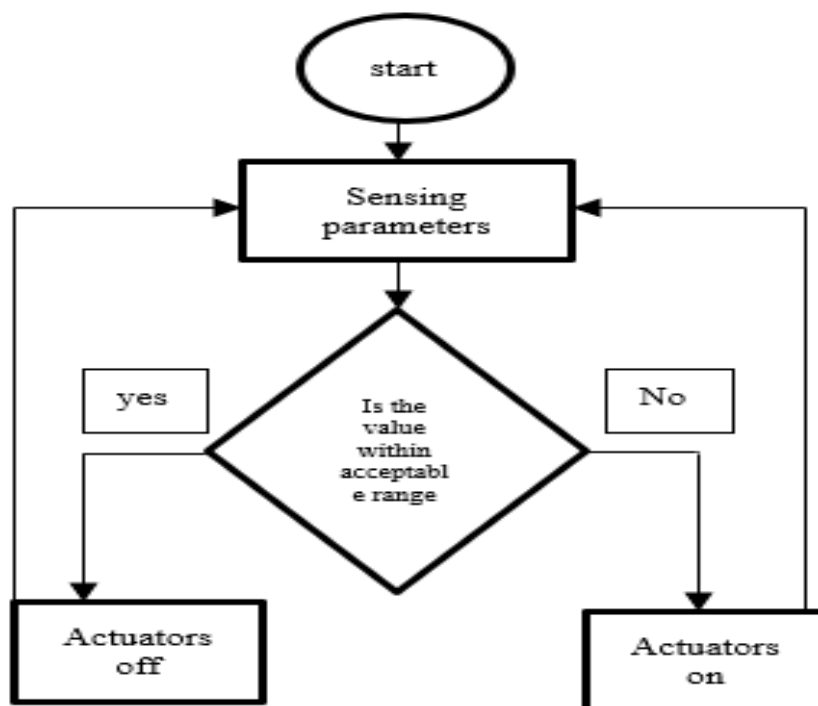 start
Sensing
parameters
yes
No
Is the
value
within
acceptabl
e range
Actuators
off
Actuators
on